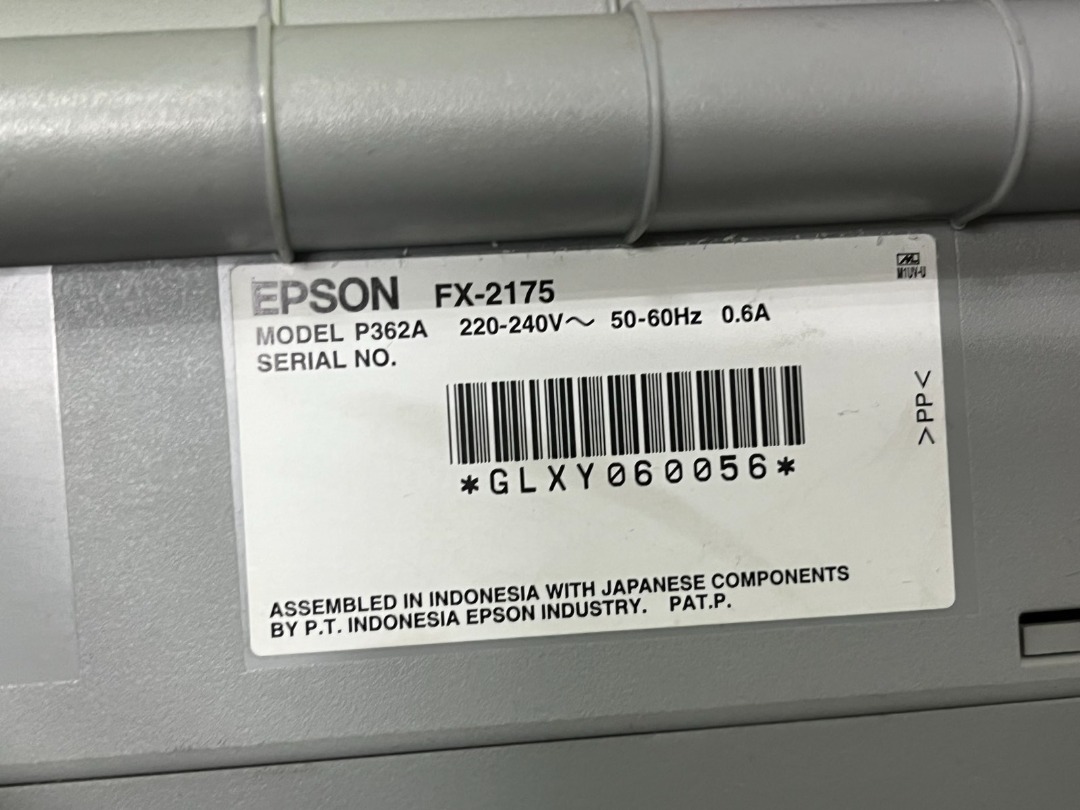 EPSON FX-2175
MODEL P362A 220-240V～ 50-60Hz 0.6A
SERIAL NO.
*GLXY060056*
ASSEMBLED IN INDONESIA WITH JAPANESE COMPONENTS
BY P.T. INDONESIA EPSON INDUSTRY. PAT.P.
M1UV-U
>PP<